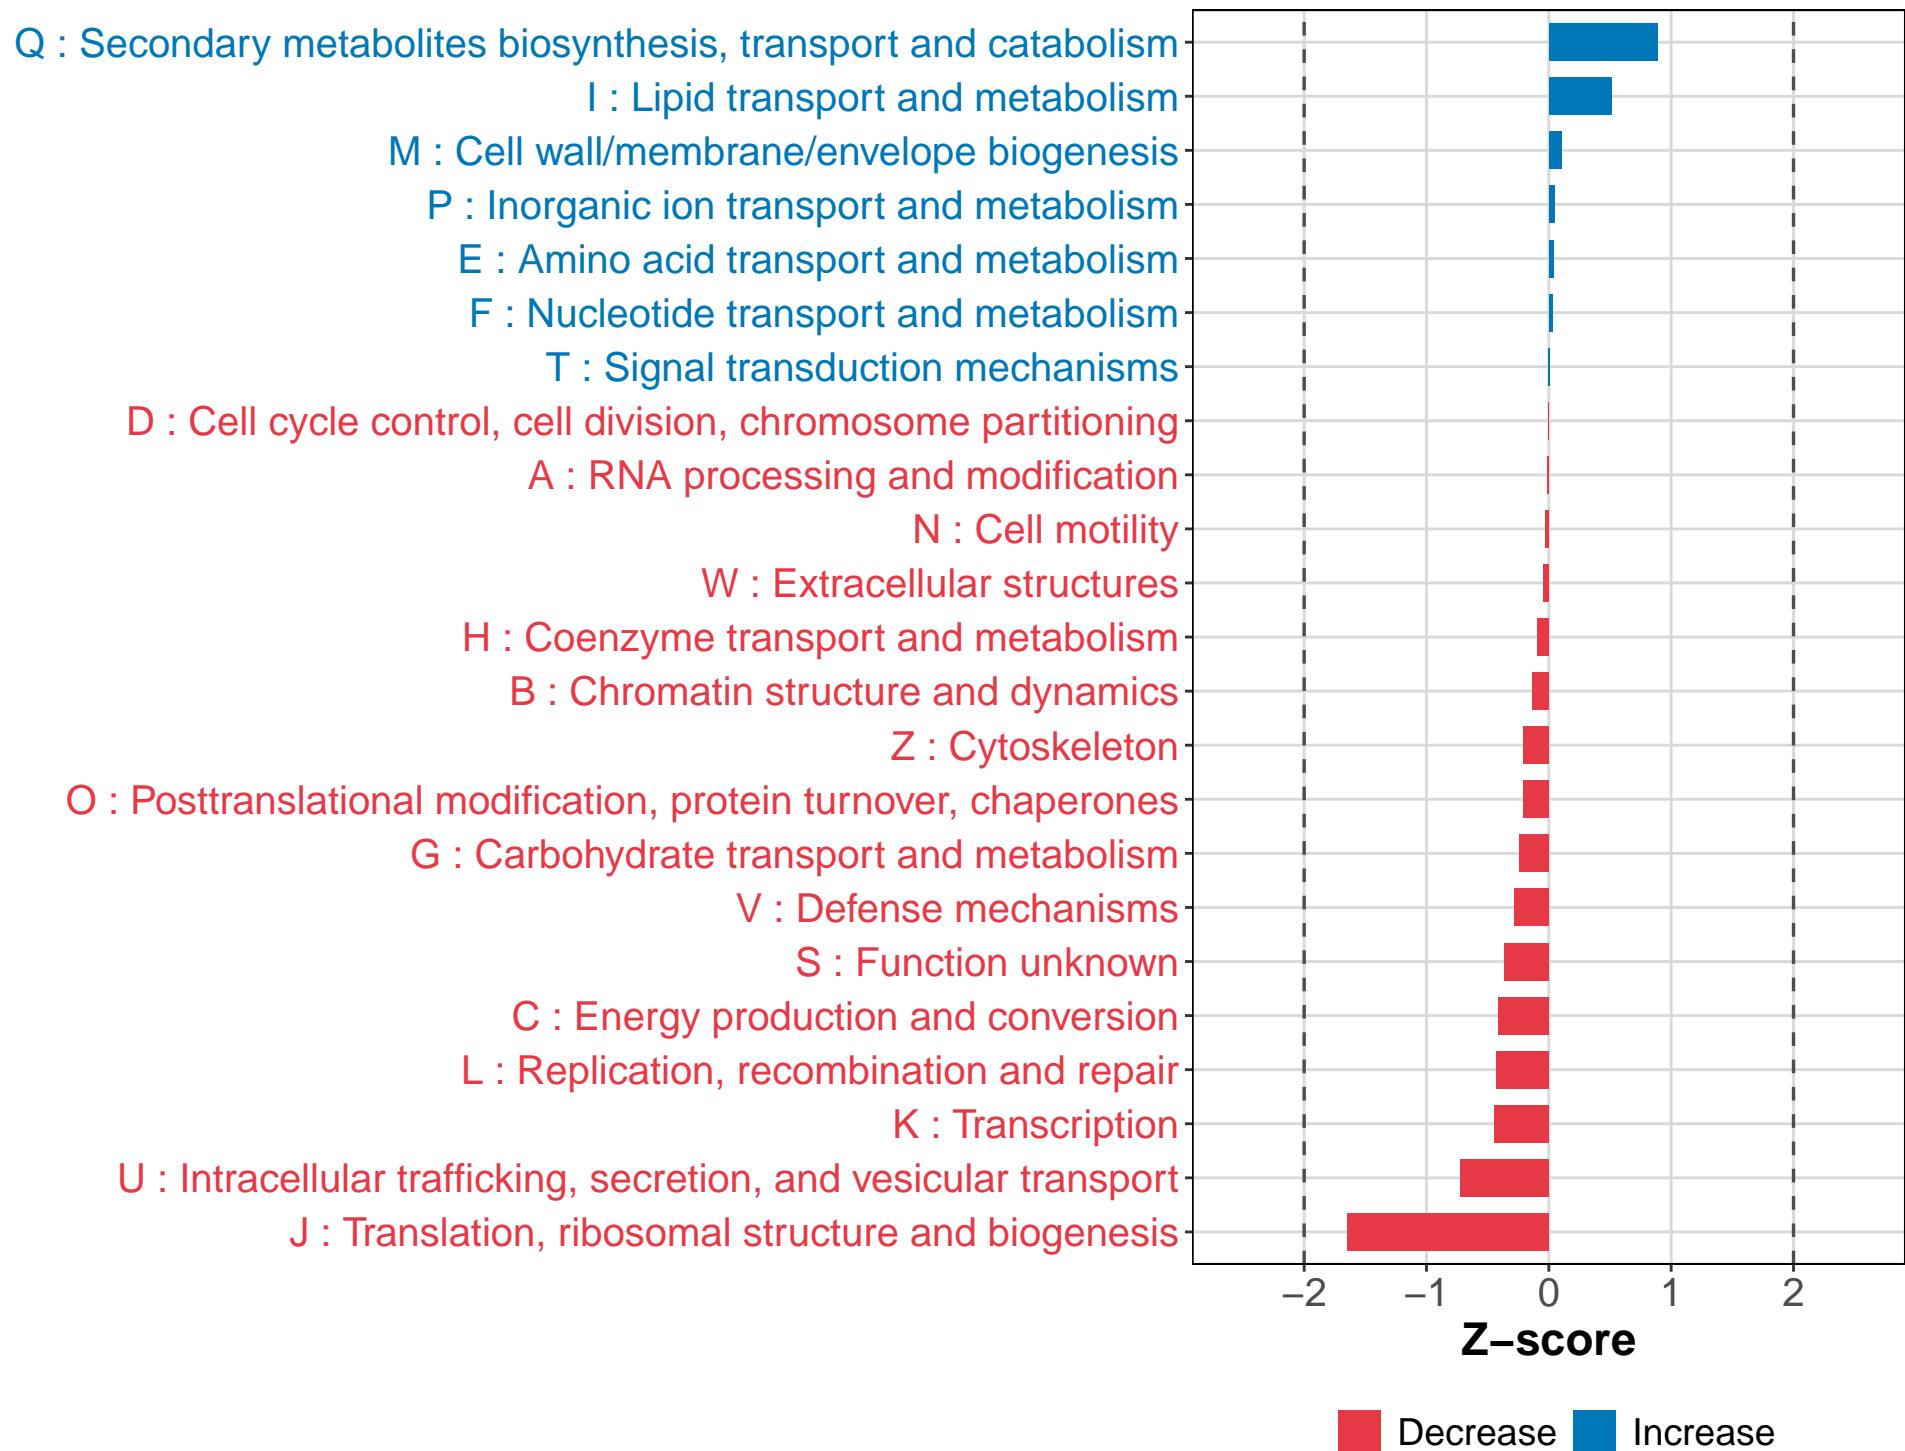 Q : Secondary metabolites biosynthesis, transport and catabolism
I : Lipid transport and metabolism
M : Cell wall/membrane/envelope biogenesis
P : Inorganic ion transport and metabolism
E : Amino acid transport and metabolism
F : Nucleotide transport and metabolism
T : Signal transduction mechanisms
D : Cell cycle control, cell division, chromosome partitioning
A : RNA processing and modification
N : Cell motility
W : Extracellular structures
H : Coenzyme transport and metabolism
B : Chromatin structure and dynamics
Z : Cytoskeleton
O : Posttranslational modification, protein turnover, chaperones
G : Carbohydrate transport and metabolism
V : Defense mechanisms
S : Function unknown
C : Energy production and conversion
L : Replication, recombination and repair
K : Transcription
U : Intracellular trafficking, secretion, and vesicular transport
J : Translation, ribosomal structure and biogenesis
−2 −1 0 1 2
Z−score
Decrease Increase